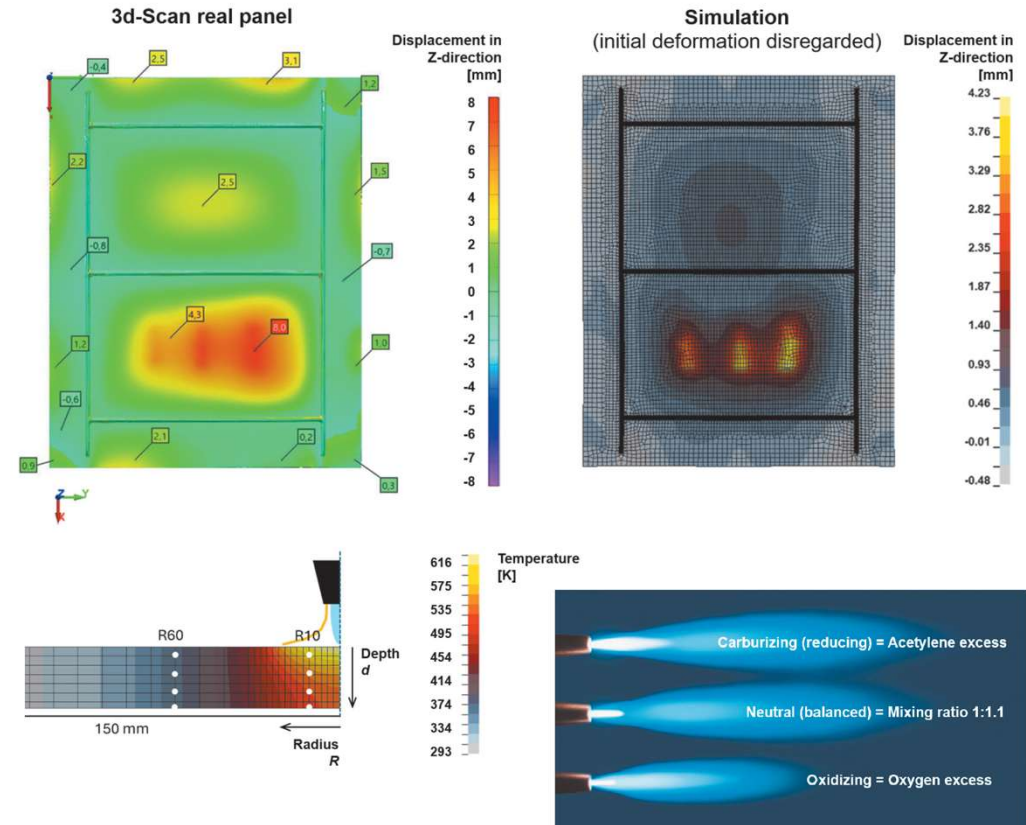 3d-Scan real panel
Displacement in
Z-direction
[mm]
-0,4
2,5
3,1
1,2
2,2
2,5
1,5
-0,8
-0,7
4,3
8,0
1,2
1,0
-0,6
2,1
0,2
0,9
0,3
8
7
6
5
4
3
2
1
0
-1
-2
-3
-4
-5
-6
-7
-8
Z
Y
X
Simulation
(initial deformation disregarded)
Displacement in
Z-direction
[mm]
4.23
3.76
3.29
2.82
2.35
1.87
1.40
0.93
0.46
-0.01
-0.48
R60
R10
Depth
d
150 mm
Radius
R
Temperature
[K]
616
575
535
495
454
414
374
334
293
Carburizing (reducing) = Acetylene excess
Neutral (balanced) = Mixing ratio 1:1.1
Oxidizing = Oxygen excess